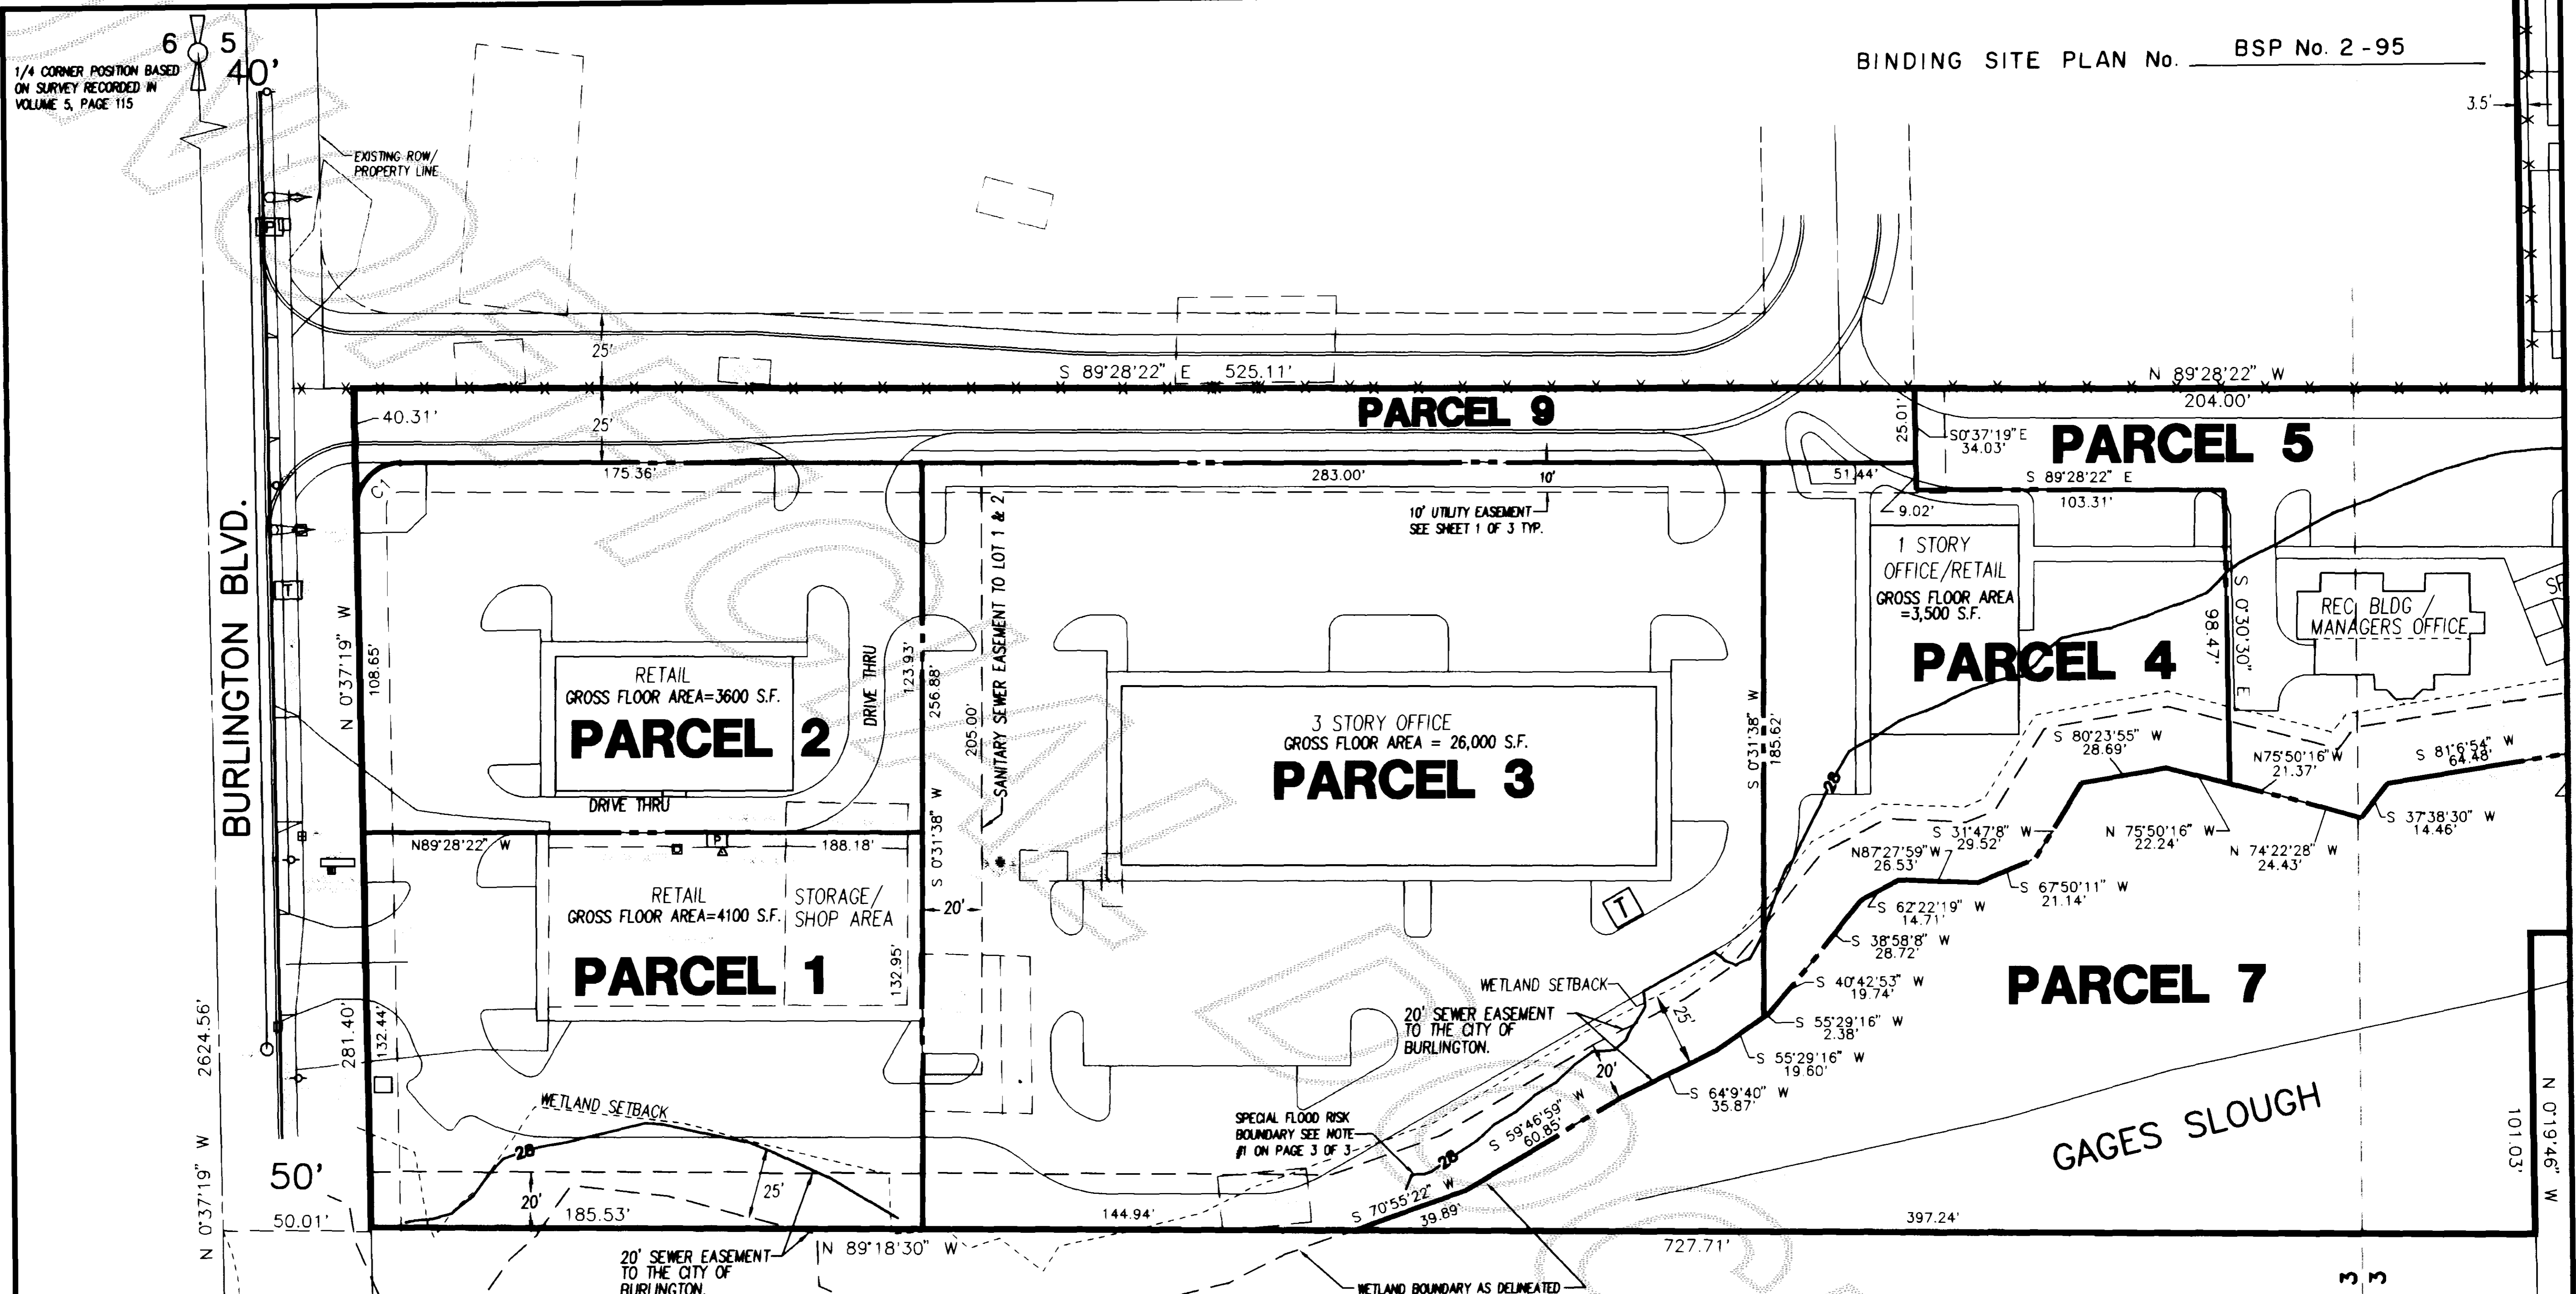 BINDING SITE PLAN No. BSP No. 2-95
6 5
40'
1/4 CORNER POSITION BASED
ON SURVEY RECORDED IN
VOLUME 5, PAGE 115
3.5'
EXISTING ROW/
PROPERTY LINE
25'
S 89°28'22" E 525.11'
N 89°28'22" W
204.00'
40.31'
25'
PARCEL 9
25.01'
S0°37'19"E
34.03'
PARCEL 5
C1
175.36'
283.00'
10'
51.44'
S 89°28'22" E
103.31'
9.02'
10' UTILITY EASEMENT
SEE SHEET 1 OF 3 TYP.
BURLINGTON BLVD.
N 0°37'19" W
108.65'
P
T
RETAIL
GROSS FLOOR AREA=3600 S.F.
PARCEL 2
DRIVE THRU
DRIVE THRU
123.93'
256.88'
205.00'
SANITARY SEWER EASEMENT TO LOT 1 & 2
3 STORY OFFICE
GROSS FLOOR AREA = 26,000 S.F.
PARCEL 3
S 0°31'38" W
185.62'
1 STORY
OFFICE/RETAIL
GROSS FLOOR AREA
=3,500 S.F.
PARCEL 4
98.47'
S 0°30'30" E
REC BLDG /
MANAGERS OFFICE
28
S 80°23'55" W
28.69'
N75°50'16"W
21.37'
S 81°6'54" W
64.48'
S 37°38'30" W
14.46'
S 31°47'8" W
29.52'
N 75°50'16" W
22.24'
N 74°22'28" W
24.43'
N87°27'59"W
26.53'
S 67°50'11" W
21.14'
S 62°22'19" W
14.71'
S 38°58'8" W
28.72'
S 40°42'53" W
19.74'
S 55°29'16" W
2.38'
S 55°29'16" W
19.60'
S 64°9'40" W
35.87'
N89°28'22" W
P
188.18'
S 0°31'38" W
20'
RETAIL
GROSS FLOOR AREA=4100 S.F.
STORAGE/
SHOP AREA
PARCEL 1
132.95'
T
PARCEL 7
WETLAND SETBACK
20' SEWER EASEMENT
TO THE CITY OF
BURLINGTON.
25'
20'
2624.56'
N 0°37'19" W
281.40'
132.44'
WETLAND SETBACK
28
20'
25'
SPECIAL FLOOD RISK
BOUNDARY SEE NOTE
#1 ON PAGE 3 OF 3
28
S 59°46'59" W
60.85'
S 70°55'22" W
39.89'
GAGES SLOUGH
N 0°19'46" W
101.03'
50'
50.01'
185.53'
144.94'
397.24'
N 89°18'30" W
727.71'
20' SEWER EASEMENT
TO THE CITY OF
BURLINGTON.
WETLAND BOUNDARY AS DELINEATED
3 3